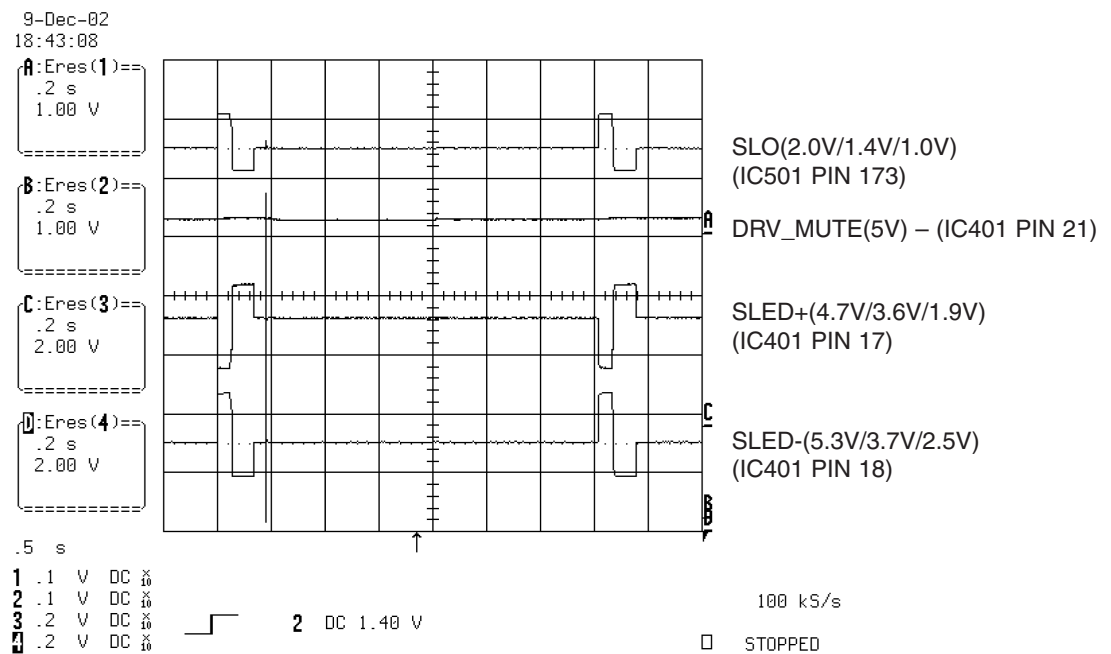 9-Dec-02
18:43:08
A:Eres(1)==
.2 s
1.00 V
B:Eres(2)==
.2 s
1.00 V
C:Eres(3)==
.2 s
2.00 V
D:Eres(4)==
.2 s
2.00 V
SLO(2.0V/1.4V/1.0V)
(IC501 PIN 173)
A
DRV_MUTE(5V) – (IC401 PIN 21)
SLED+(4.7V/3.6V/1.9V)
(IC401 PIN 17)
C
SLED-(5.3V/3.7V/2.5V)
(IC401 PIN 18)
B
.5 s
1 .1 V DC X10
2 .1 V DC X10
3 .2 V DC X10
4 .2 V DC X10
2 DC 1.40 V
100 kS/s
STOPPED